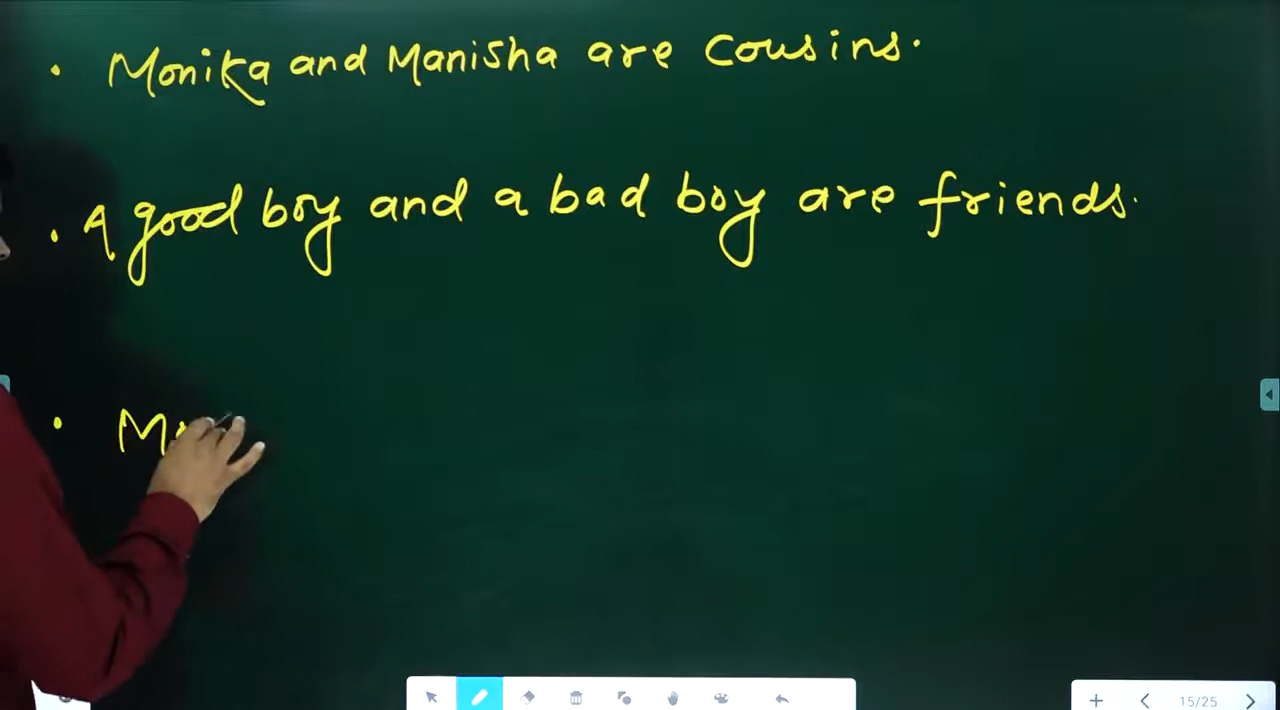 • Monika and Manisha are cousins.
• A good boy and a bad boy are friends.
• M
15/25